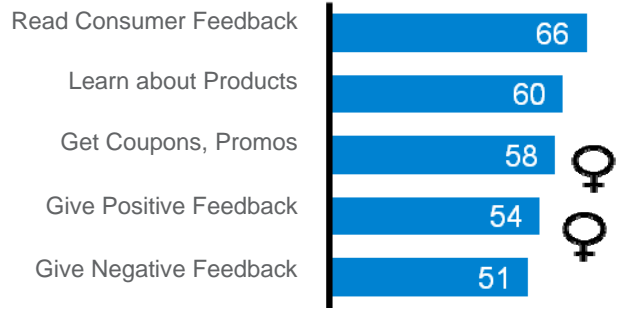 Read Consumer Feedback 66
Learn about Products 60
Get Coupons, Promos 58
Give Positive Feedback 54
Give Negative Feedback 51